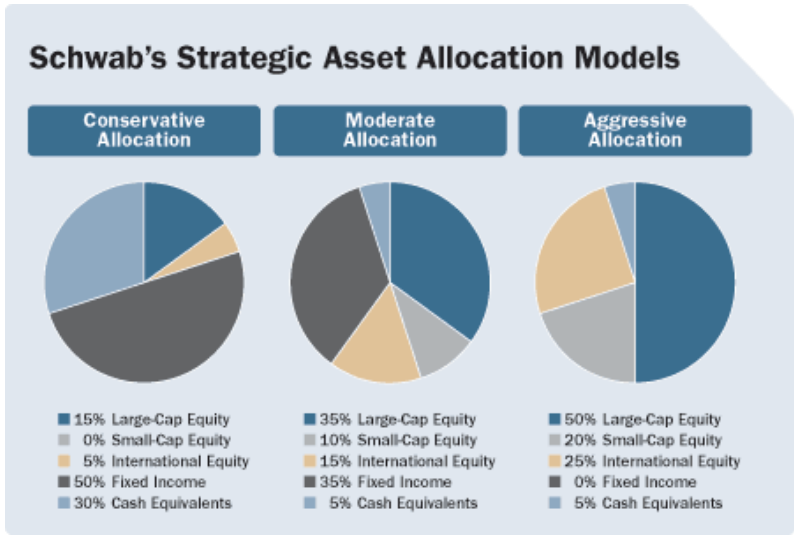 Schwab's Strategic Asset Allocation Models
Conservative
Allocation
Moderate
Allocation
Aggressive
Allocation
15% Large-Cap Equity
0% Small-Cap Equity
5% International Equity
50% Fixed Income
30% Cash Equivalents
35% Large-Cap Equity
10% Small-Cap Equity
15% International Equity
35% Fixed Income
5% Cash Equivalents
50% Large-Cap Equity
20% Small-Cap Equity
25% International Equity
0% Fixed Income
5% Cash Equivalents